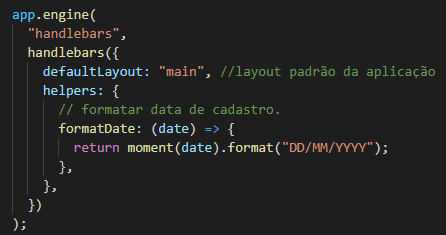 app.engine(
"handlebars",
handlebars({
defaultLayout: "main", //layout padrão da aplicação
helpers: {
// formatar data de cadastro.
formatDate: (date) => {
return moment(date).format("DD/MM/YYYY");
},
},
})
);